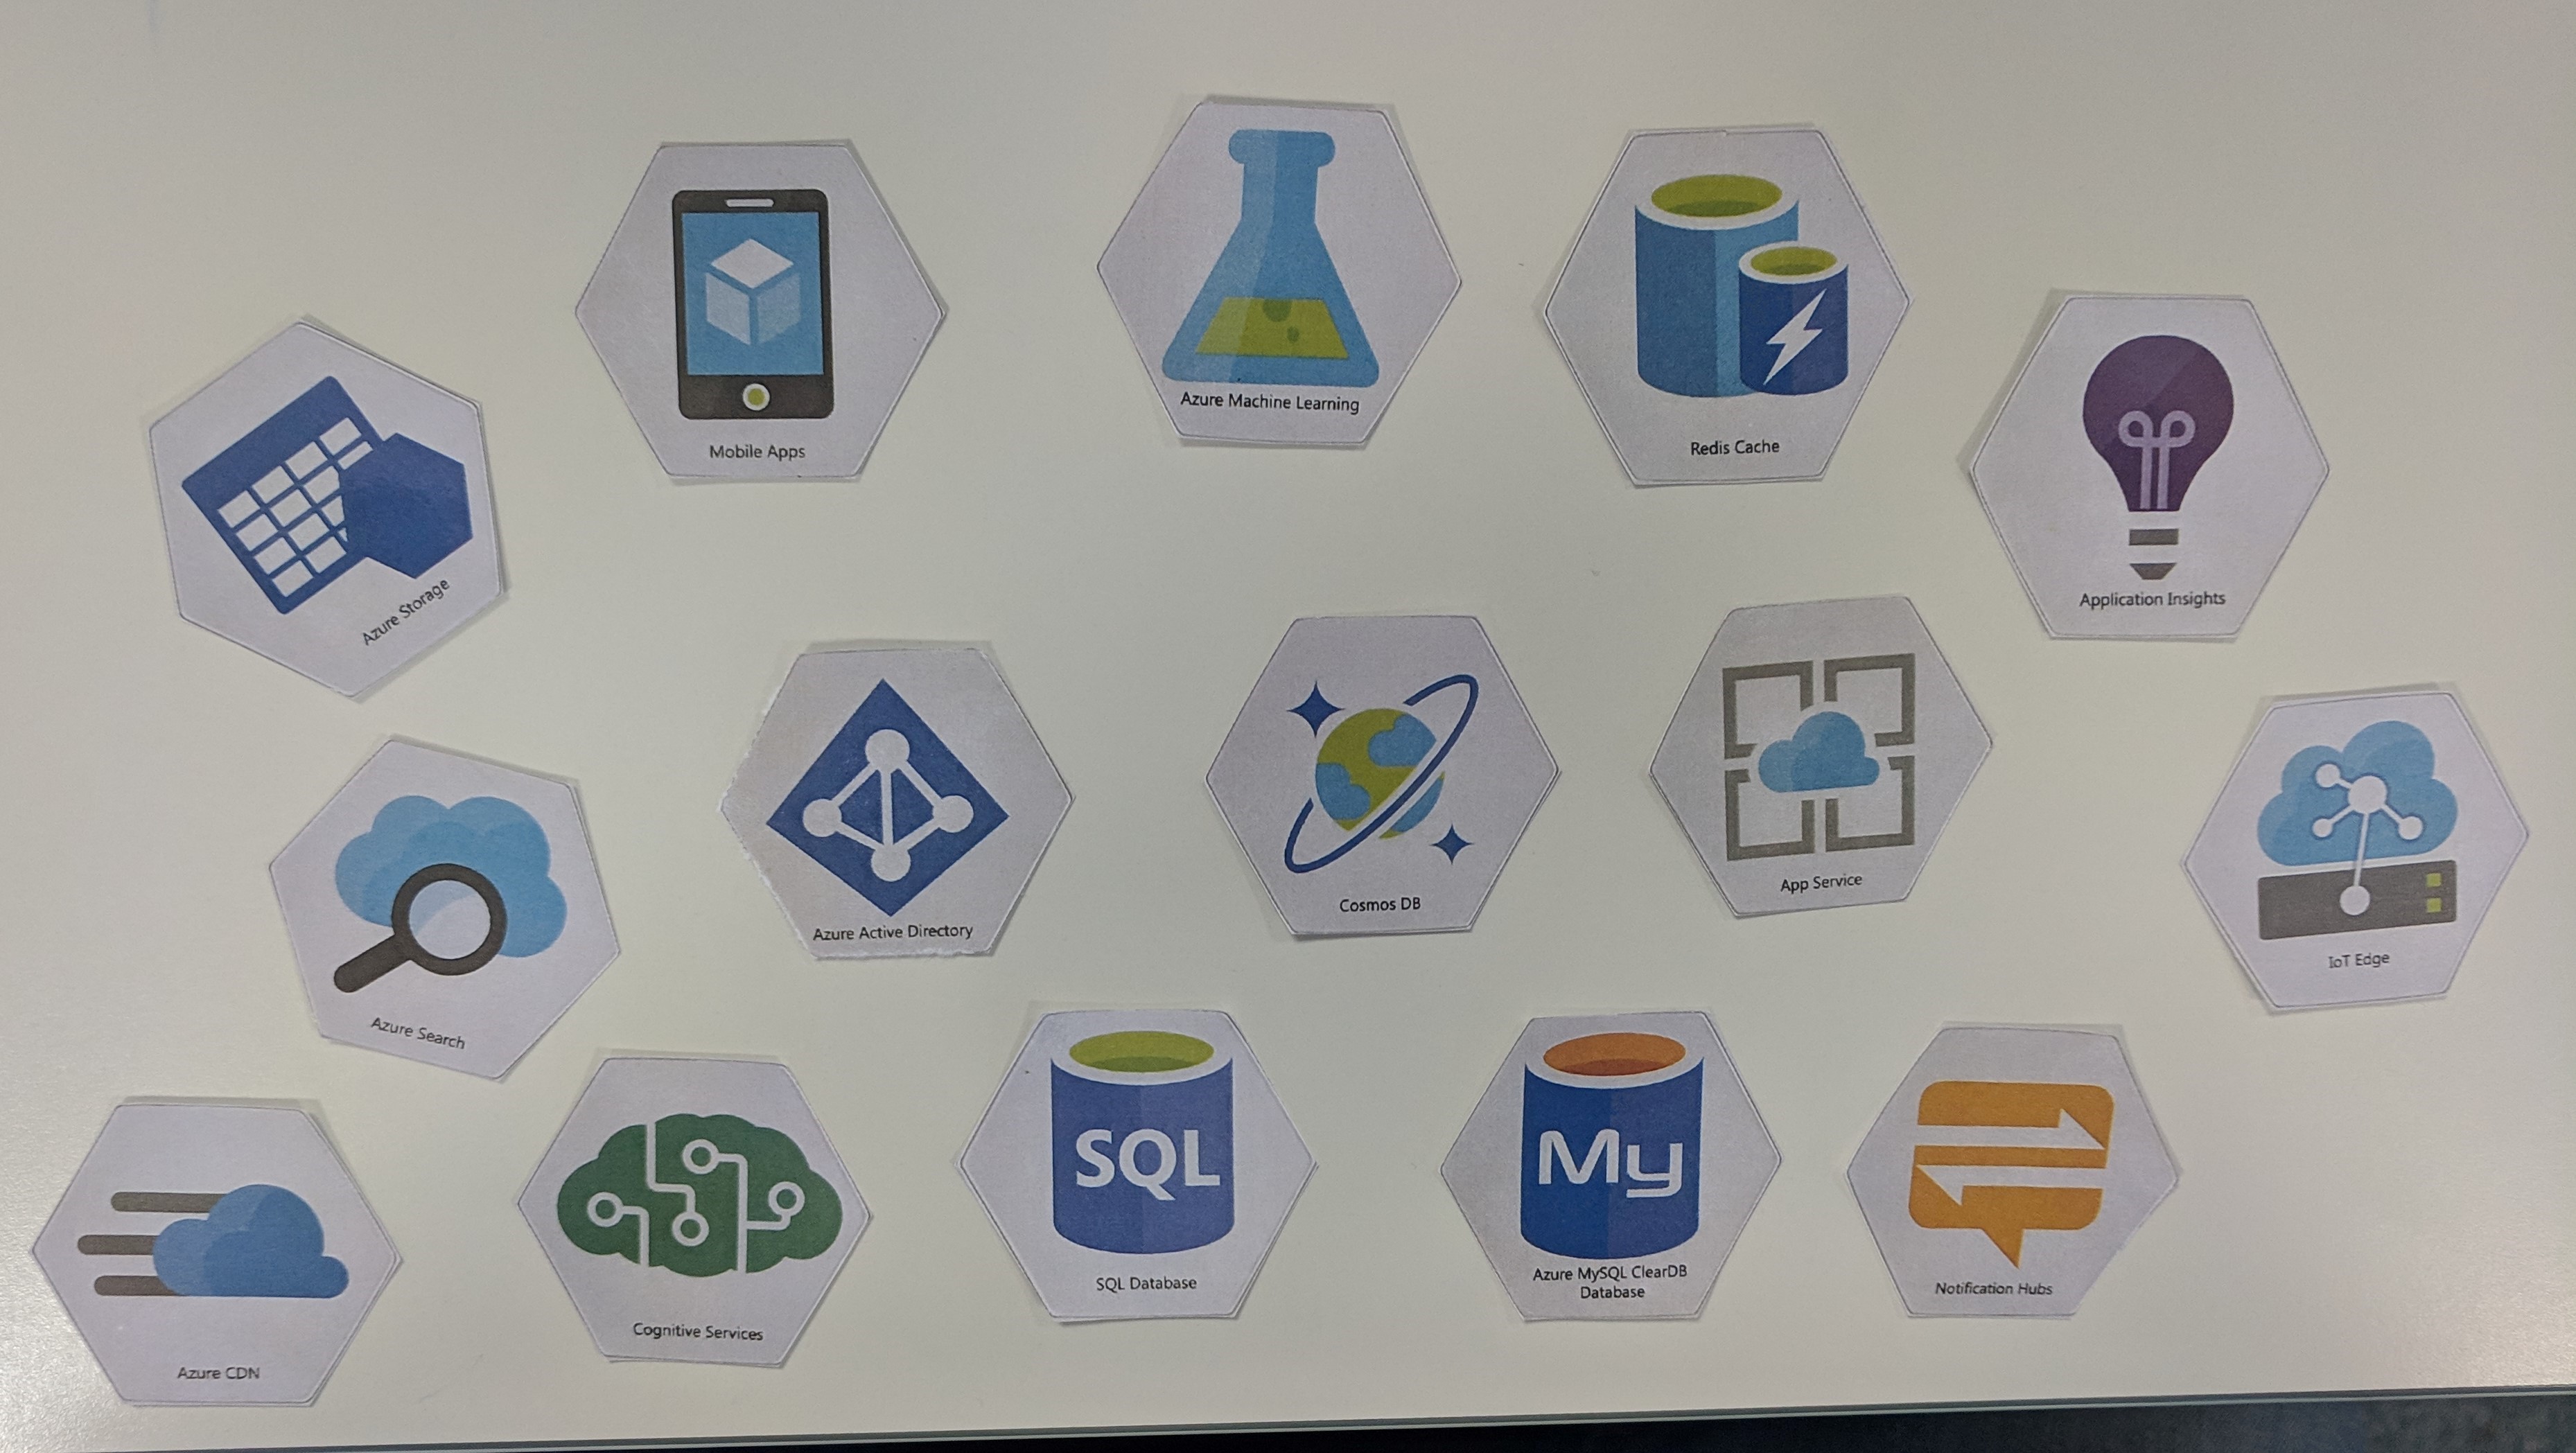 Mobile Apps
Azure Machine Learning
Redis Cache
Application Insights
Azure Storage
Azure Active Directory
Cosmos DB
App Service
IoT Edge
Azure Search
SQL
SQL Database
My
Azure MySQL ClearDB
Database
Notification Hubs
Cognitive Services
Azure CDN